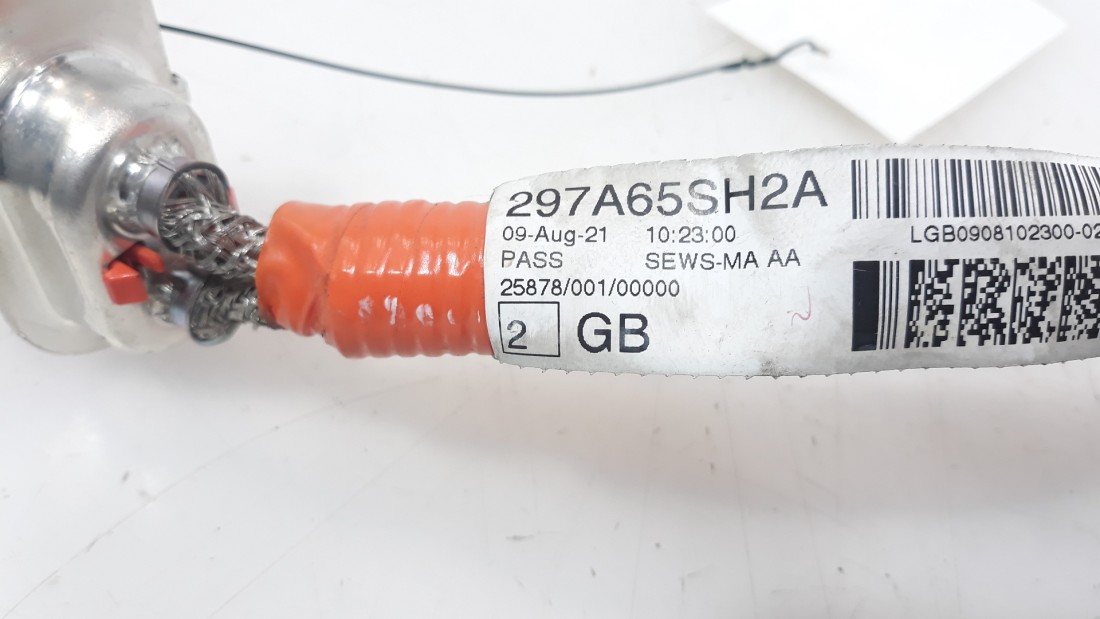 297A65SH2A
09-Aug-21 10:23:00
PASS SEWS-MA AA
25878/001/00000
2 GB
LGB0908102300-02